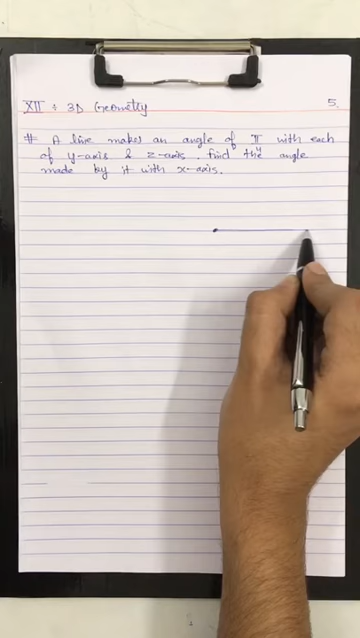 XII ÷ 3D Geometry 5.
# A line makes an angle of π/4 with each
of y-axis & z-axis. find the angle
made by it with x-axis.